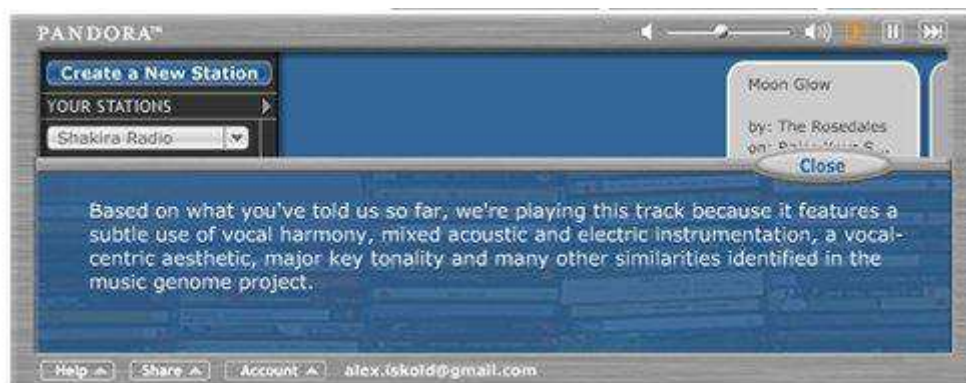 PANDORA™
Create a New Station
YOUR STATIONS
Shakira Radio
Moon Glow
by: The Rosedales
on: Raise Your S...
Close
Based on what you've told us so far, we're playing this track because it features a
subtle use of vocal harmony, mixed acoustic and electric instrumentation, a vocal-
centric aesthetic, major key tonality and many other similarities identified in the
music genome project.
Help Share Account alex.iskold@gmail.com